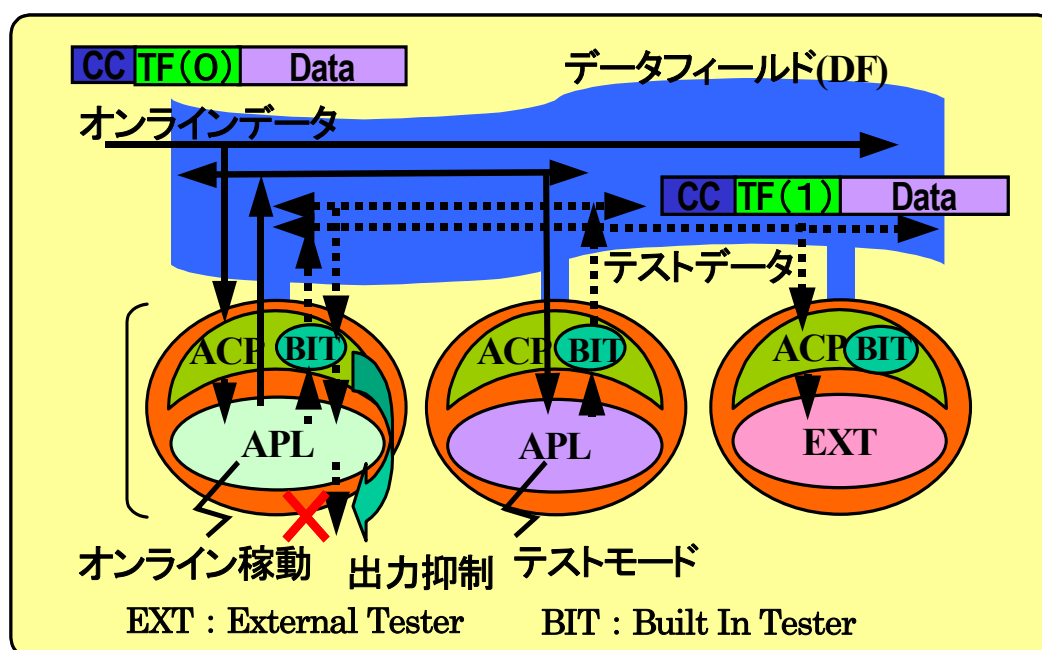 CC TF(0) Data
データフィールド(DF)
オンラインデータ
CC TF(1) Data
テストデータ
ACP BIT
ACP BIT
ACP BIT
APL
APL
EXT
オンライン稼動
出力抑制
テストモード
EXT : External Tester
BIT : Built In Tester